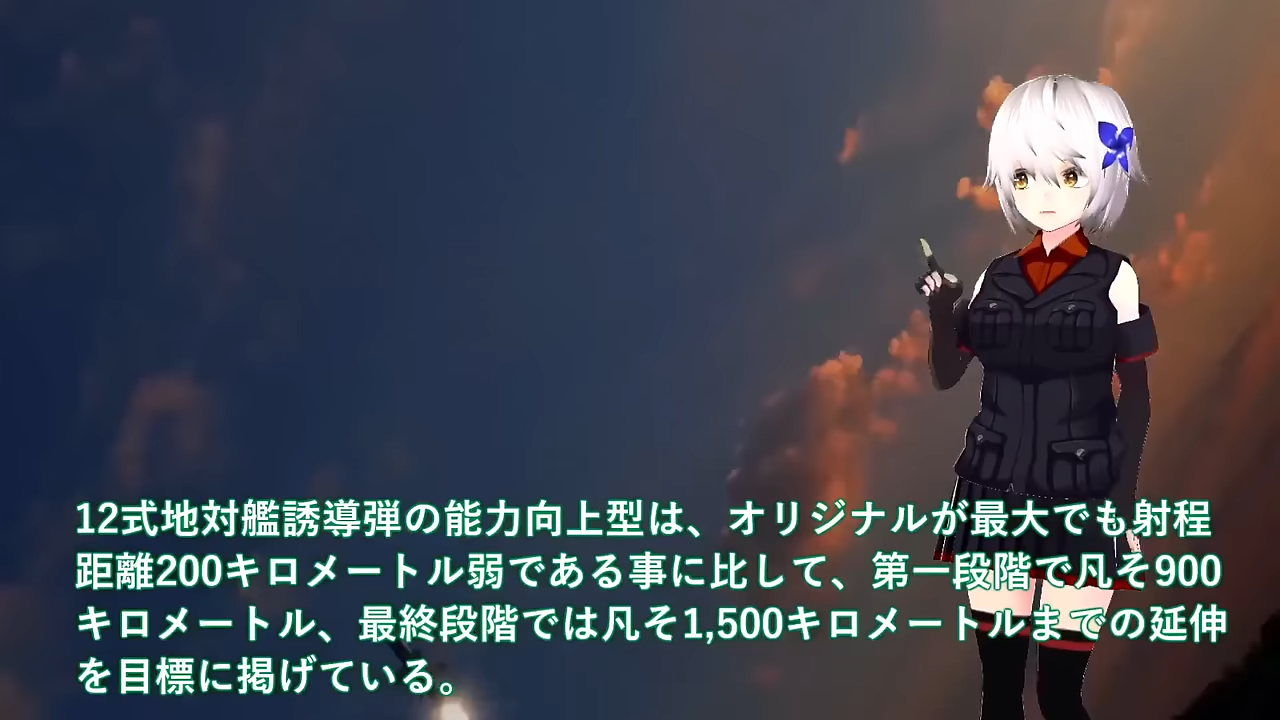 12式地対艦誘導弾の能力向上型は、オリジナルが最大でも射程
距離200キロメートル弱である事に比して、第一段階で凡そ900
キロメートル、最終段階では凡そ1,500キロメートルまでの延伸
を目標に掲げている。